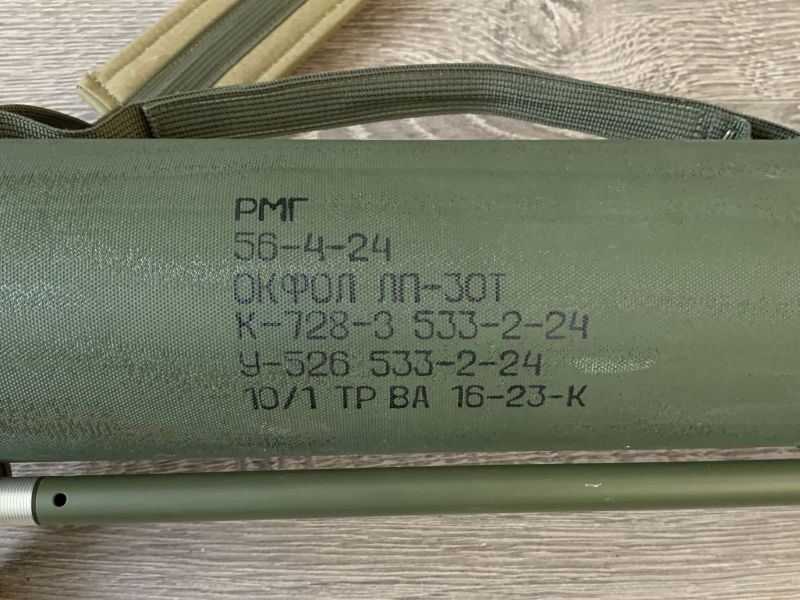 РМГ
56-4-24
ОКФОЛ ЛП-30Т
К-728-3 533-2-24
У-526 533-2-24
10/1 ТР ВА 16-23-К